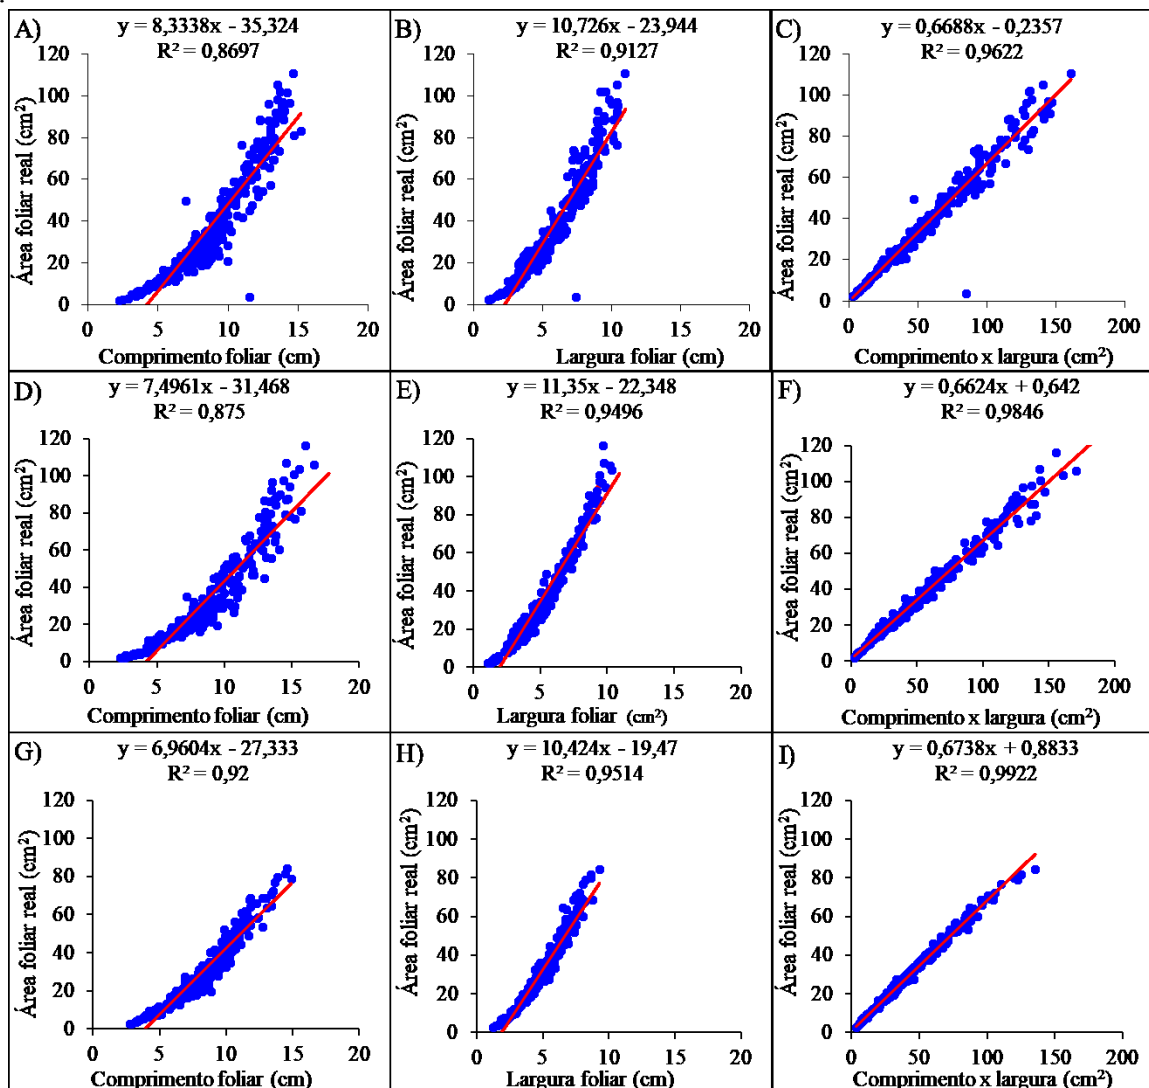 A)
y = 8,3338x - 35,324
R² = 0,8697
Área foliar real (cm²)
120
100
80
60
40
20
0
0 5 10 15 20
Comprimento foliar (cm)
B)
y = 10,726x - 23,944
R² = 0,9127
Área foliar real (cm²)
120
100
80
60
40
20
0
0 5 10 15 20
Largura foliar (cm)
C)
y = 0,6688x - 0,2357
R² = 0,9622
Área foliar real (cm²)
120
100
80
60
40
20
0
0 50 100 150 200
Comprimento x largura (cm²)
D)
y = 7,4961x - 31,468
R² = 0,875
Área foliar real (cm²)
120
100
80
60
40
20
0
0 5 10 15 20
Comprimento foliar (cm)
E)
y = 11,35x - 22,348
R² = 0,9496
Área foliar real (cm²)
120
100
80
60
40
20
0
0 5 10 15 20
Largura foliar (cm²)
F)
y = 0,6624x + 0,642
R² = 0,9846
Área foliar real (cm²)
120
100
80
60
40
20
0
0 50 100 150 200
Comprimento x largura (cm²)
G)
y = 6,9604x - 27,333
R² = 0,92
Área foliar real (cm²)
120
100
80
60
40
20
0
0 5 10 15 20
Comprimento foliar (cm)
H)
y = 10,424x - 19,47
R² = 0,9514
Área foliar real (cm²)
120
100
80
60
40
20
0
0 5 10 15 20
Largura foliar (cm)
I)
y = 0,6738x + 0,8833
R² = 0,9922
Área foliar real (cm²)
120
100
80
60
40
20
0
0 50 100 150 200
Comprimento x largura (cm²)